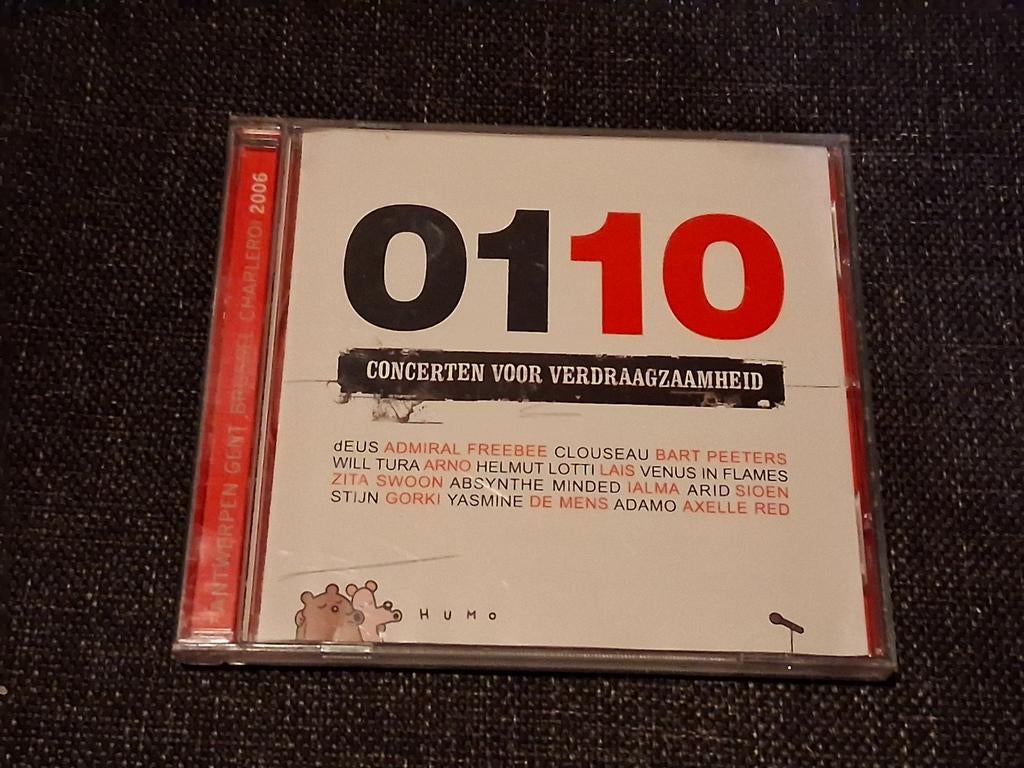 ANTWERPEN GENT BRUSSEL CHARLEROI 2006
0110
CONCERTEN VOOR VERDRAAGZAAMHEID
dEUS ADMIRAL FREEBEE CLOUSEAU BART PEETERS
WILL TURA ARNO HELMUT LOTTI LAIS VENUS IN FLAMES
ZITA SWOON ABSYNTHE MINDED IALMA ARID SIOEN
STIJN GORKI YASMINE DE MENS ADAMO AXELLE RED
HUMO